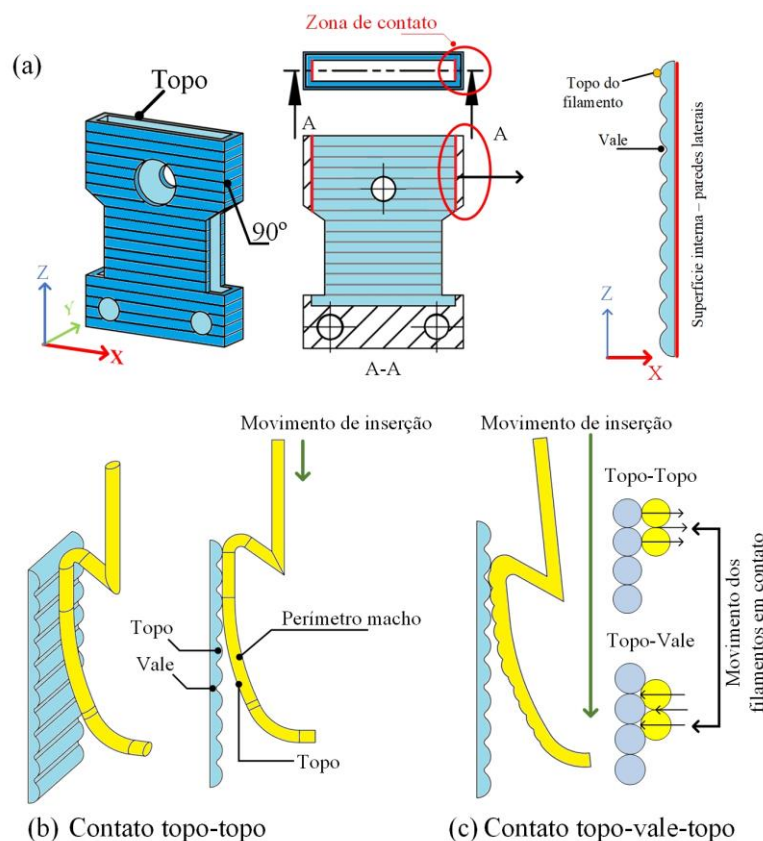 (a)
Topo
90º
Z
Y
X
Zona de contato
A
A
A-A
Topo do
filamento
Vale
Superfície interna – paredes laterais
Z
X
Movimento de inserção
Topo
Vale
Perímetro macho
Topo
(b) Contato topo-topo
Movimento de inserção
Topo-Topo
Topo-Vale
Movimento dos
filamentos em contato
(c) Contato topo-vale-topo